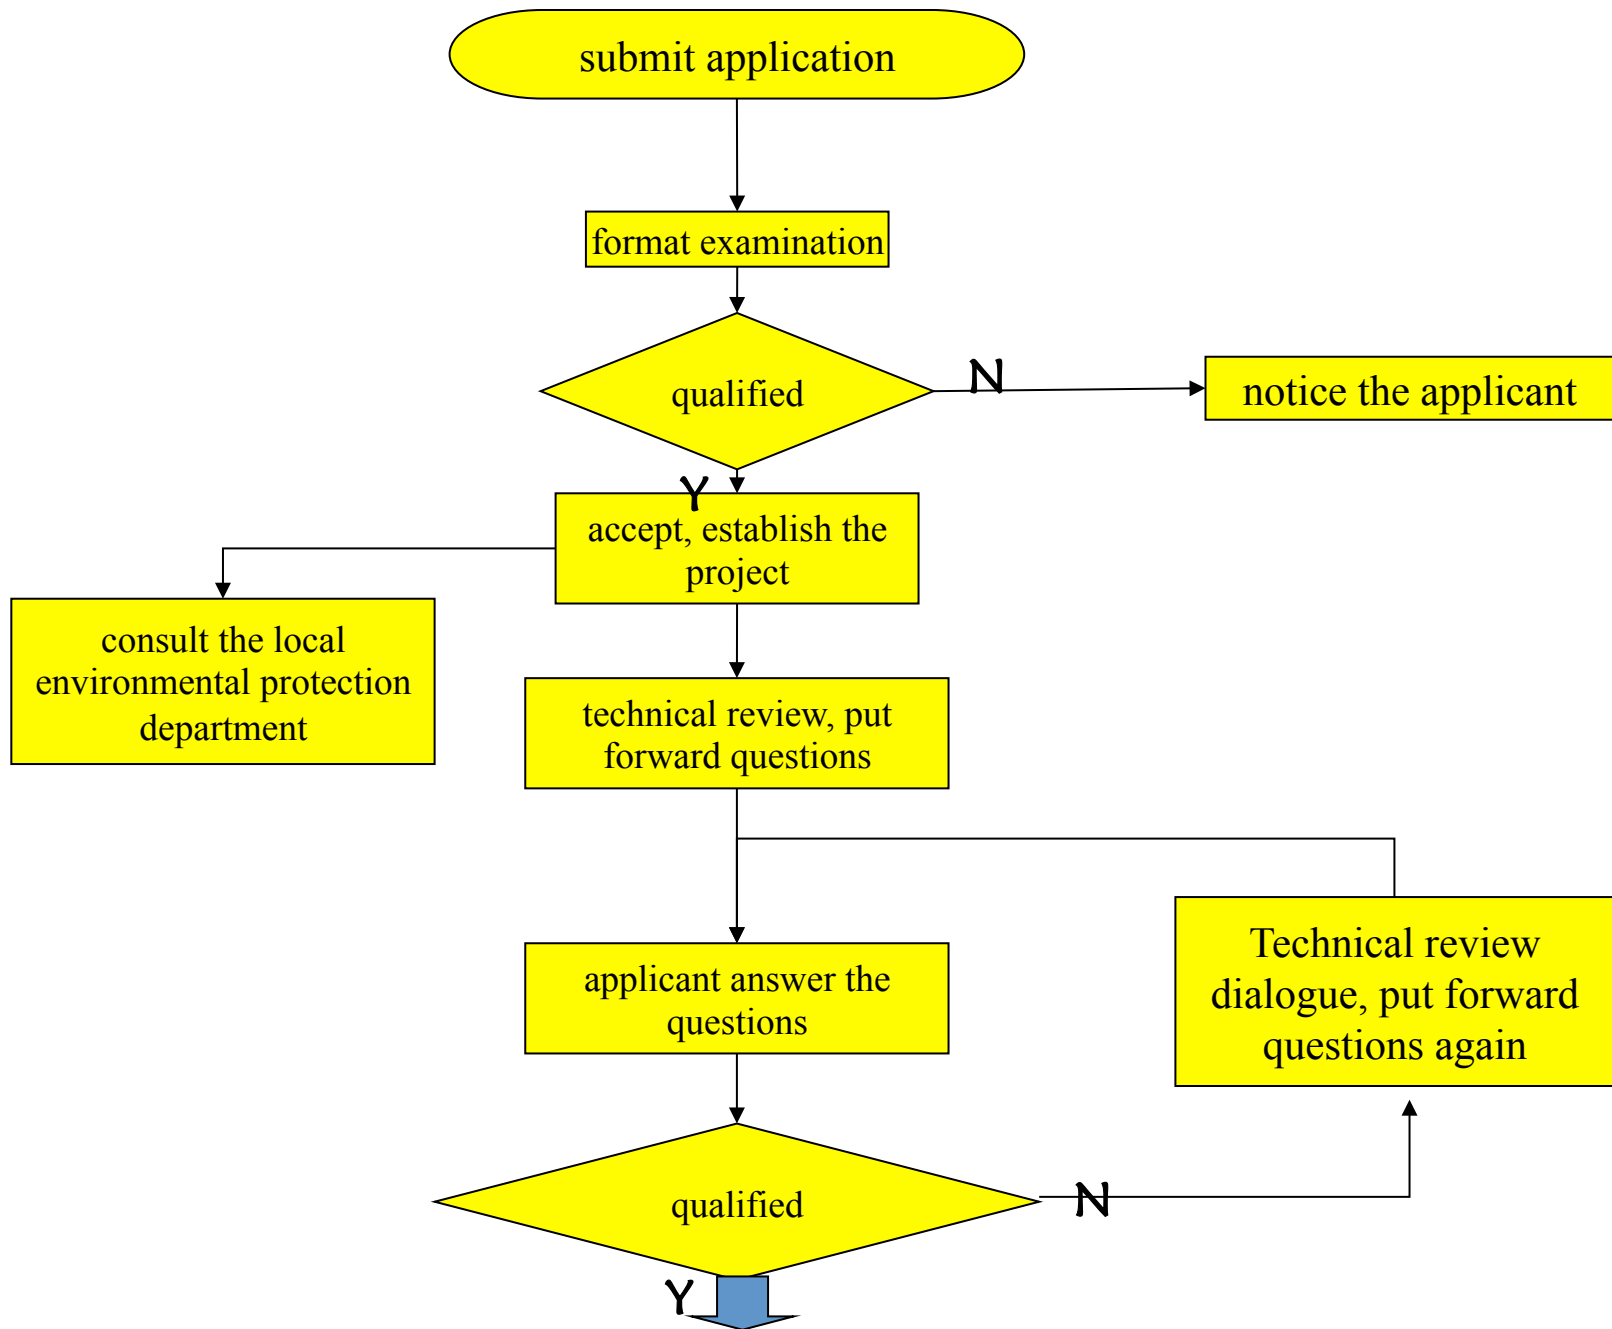 submit application
format examination
qualified
N
notice the applicant
Y
accept, establish the
project
consult the local
environmental protection
department
technical review, put
forward questions
applicant answer the
questions
Technical review
dialogue, put forward
questions again
qualified
N
Y